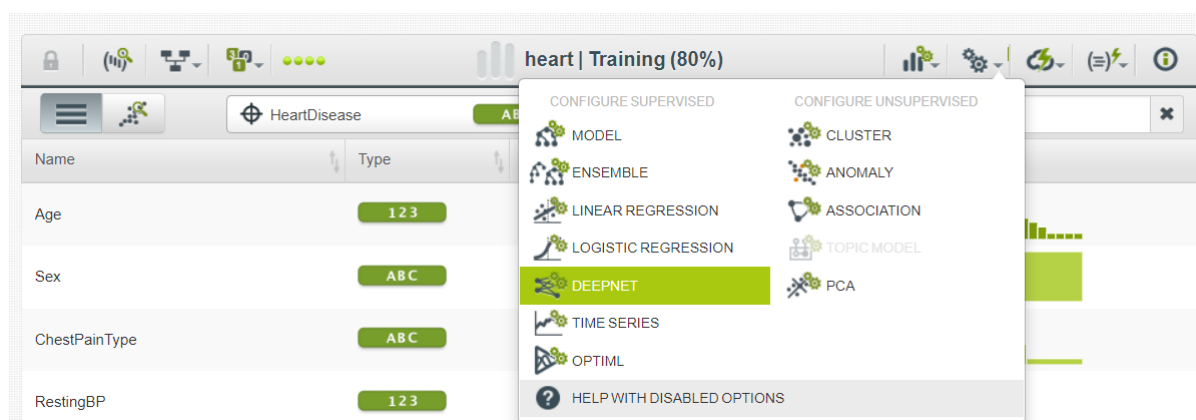 heart | Training (80%)
HeartDisease
AB
Name
Type
CONFIGURE SUPERVISED
CONFIGURE UNSUPERVISED
MODEL
CLUSTER
ENSEMBLE
ANOMALY
LINEAR REGRESSION
ASSOCIATION
LOGISTIC REGRESSION
TOPIC MODEL
DEEPNET
PCA
TIME SERIES
OPTIML
HELP WITH DISABLED OPTIONS
Age
123
Sex
ABC
ChestPainType
ABC
RestingBP
123